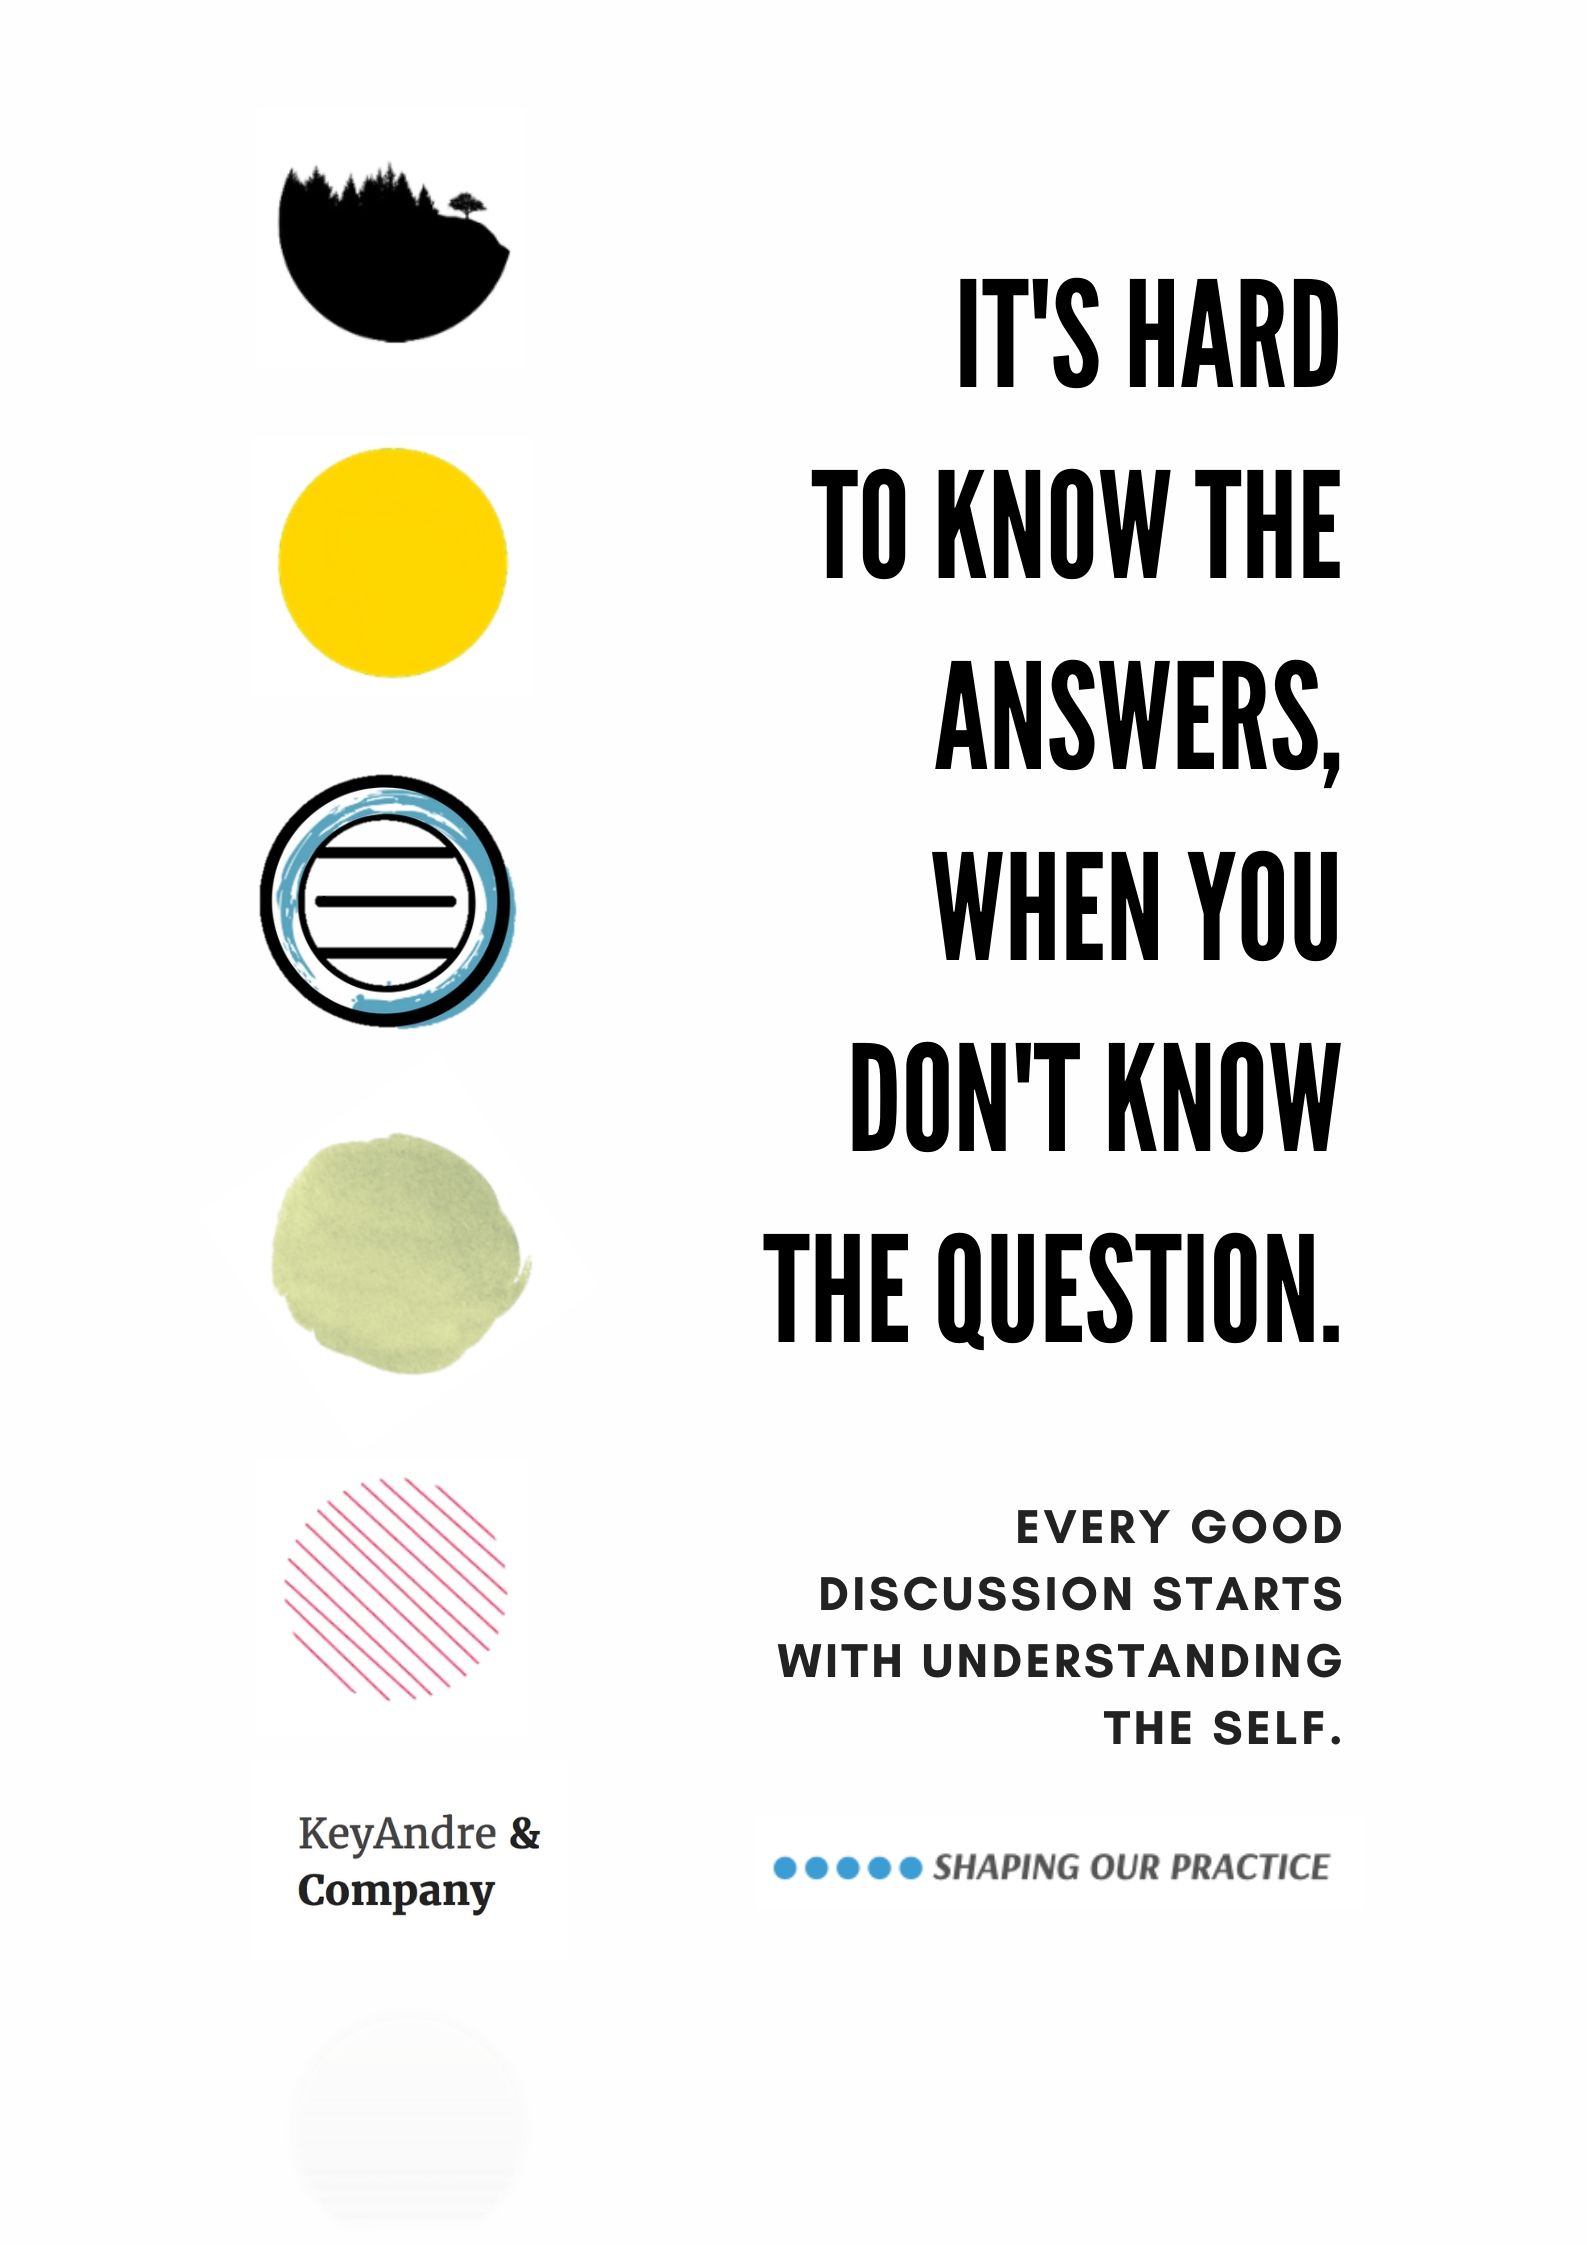 IT'S HARD
TO KNOW THE
ANSWERS,
WHEN YOU
DON'T KNOW
THE QUESTION.
EVERY GOOD
DISCUSSION STARTS
WITH UNDERSTANDING
THE SELF.
KeyAndre &
Company
SHAPING OUR PRACTICE